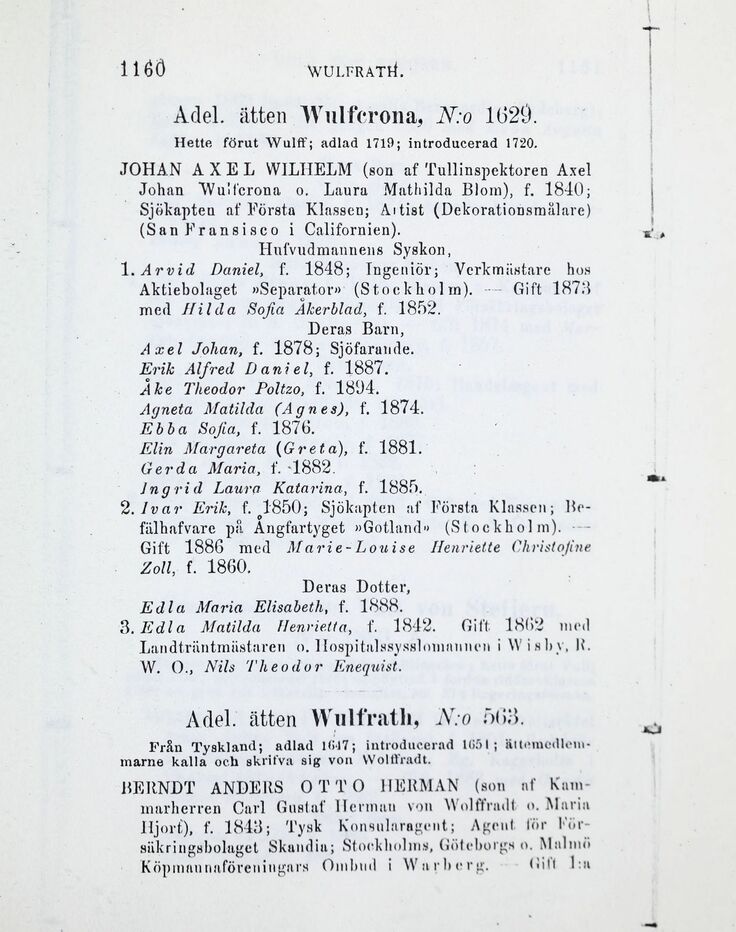 1160
WULFRATH.
Adel. ätten Wulfcrona, N:o 1629.
Hette förut Wulff; adlad 1719; introducerad 1720.
JOHAN AXEL WILHELM (son af Tullinspektoren Axel
Johan Wulfcrona o. Laura Mathilda Blom), f. 1840;
Sjökapten af Första Klassen; Artist (Dekorationsmålare)
(San Fransisco i Californien).
Hufvudmannens Syskon,
1. Arvid Daniel, f. 1848; Ingeniör; Verkmästare hos
Aktiebolaget »Separator» (Stockholm). — Gift 1873
med Hilda Sofia Åkerblad, f. 1852.
Deras Barn,
Axel Johan, f. 1878; Sjöfarande.
Erik Alfred Daniel, f. 1887.
Åke Theodor Poltzo, f. 1894.
Agneta Matilda (Agnes), f. 1874.
Ebba Sofia, f. 1876.
Elin Margareta (Greta), f. 1881.
Gerda Maria, f. 1882.
Ingrid Laura Katarina, f. 1885.
2. Ivar Erik, f. 1850; Sjökapten af Första Klassen; Be-
fälhafvare på Ångfartyget »Gotland» (Stockholm). —
Gift 1886 med Marie-Louise Henriette Christofine
Zoll, f. 1860.
Deras Dotter,
Edla Maria Elisabeth, f. 1888.
3. Edla Matilda Henrietta, f. 1842. Gift 1862 med
Landträntmästaren o. Hospitalssysslomannen i Wisby, R.
W. O., Nils Theodor Enequist.
Adel. ätten Wulfrath, N:o 563.
Från Tyskland; adlad 1647; introducerad 1651; ättemedlem-
marne kalla och skrifva sig von Wolffradt.
BERNDT ANDERS OTTO HERMAN (son af Kam-
marherren Carl Gustaf Herman von Wolffradt o. Maria
Hjort), f. 1843; Tysk Konsularagent; Agent för För-
säkringsbolaget Skandia; Stockholms, Göteborgs o. Malmö
Köpmannaföreningars Ombud i Warberg. — Gift 1:a